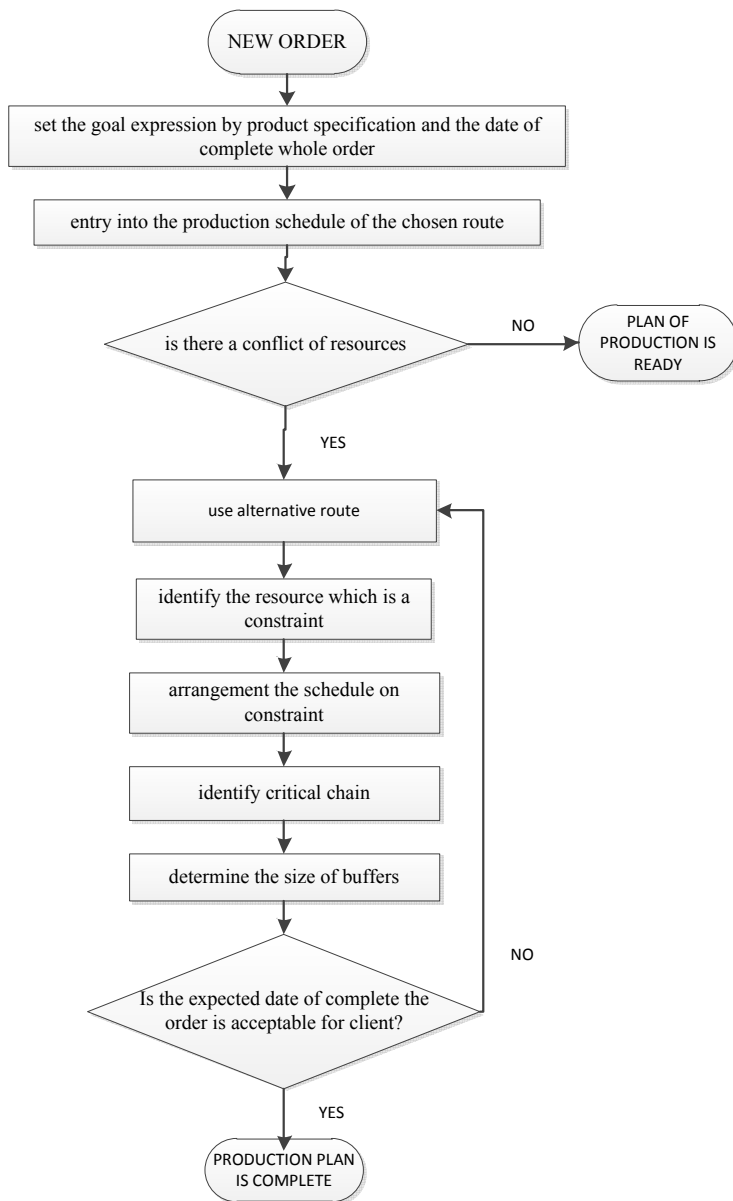 NEW ORDER
set the goal expression by product specification and the date of
complete whole order
entry into the production schedule of the chosen route
is there a conflict of resources
NO
PLAN OF
PRODUCTION IS
READY
YES
use alternative route
identify the resource which is a
constraint
arrangement the schedule on
constraint
identify critical chain
determine the size of buffers
Is the expected date of complete the
order is acceptable for client?
NO
YES
PRODUCTION PLAN
IS COMPLETE